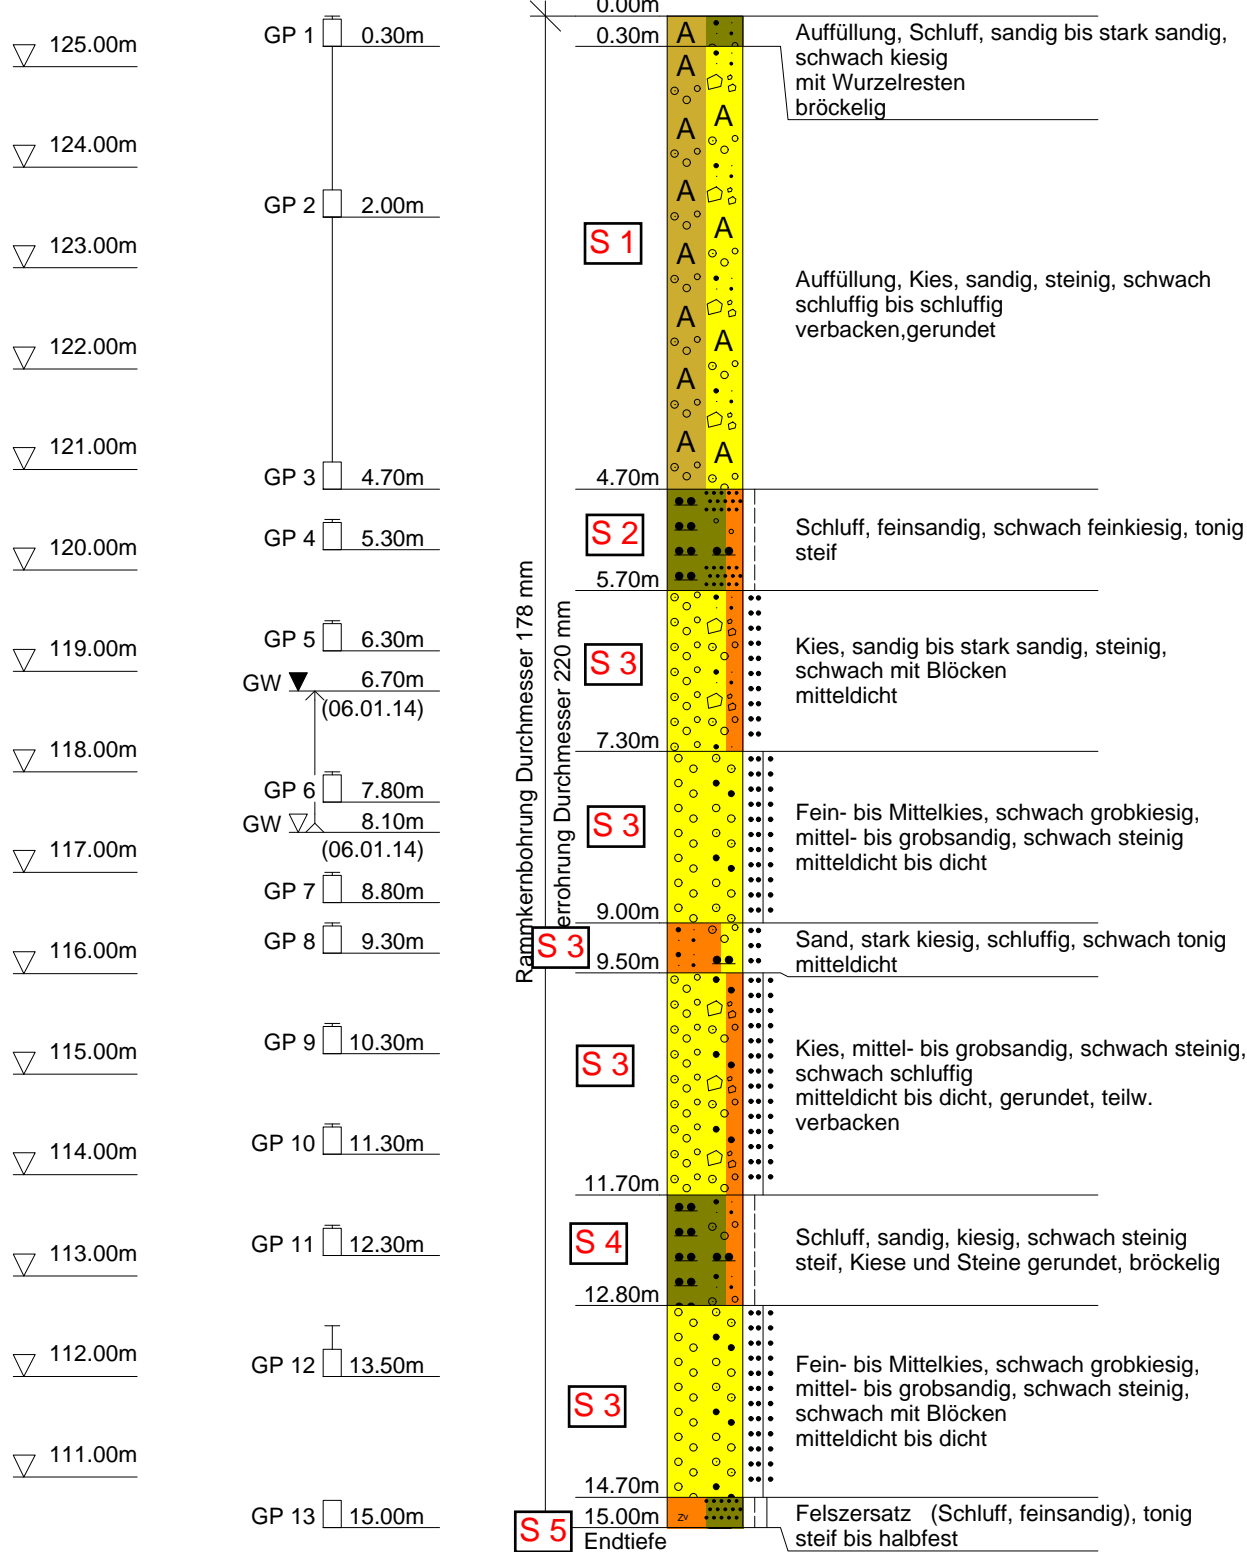 0.00m
125.00m
124.00m
123.00m
122.00m
121.00m
120.00m
119.00m
118.00m
117.00m
116.00m
115.00m
114.00m
113.00m
112.00m
111.00m
GP 1 0.30m
GP 2 2.00m
GP 3 4.70m
GP 4 5.30m
GP 5 6.30m
GW 6.70m
(06.01.14)
GP 6 7.80m
GW 8.10m
(06.01.14)
GP 7 8.80m
GP 8 9.30m
GP 9 10.30m
GP 10 11.30m
GP 11 12.30m
GP 12 13.50m
GP 13 15.00m
Rammkernbohrung Durchmesser 178 mm
errohrung Durchmesser 220 mm
0.30m
A
Auffüllung, Schluff, sandig bis stark sandig,
schwach kiesig
mit Wurzelresten
bröckelig
S 1
A
A
A
A
A
A
A
A
A
A
A
Auffüllung, Kies, sandig, steinig, schwach
schluffig bis schluffig
verbacken,gerundet
4.70m
S 2
Schluff, feinsandig, schwach feinkiesig, tonig
steif
5.70m
S 3
Kies, sandig bis stark sandig, steinig,
schwach mit Blöcken
mitteldicht
7.30m
S 3
Fein- bis Mittelkies, schwach grobkiesig,
mittel- bis grobsandig, schwach steinig
mitteldicht bis dicht
9.00m
S 3
Sand, stark kiesig, schluffig, schwach tonig
mitteldicht
9.50m
S 3
Kies, mittel- bis grobsandig, schwach steinig,
schwach schluffig
mitteldicht bis dicht, gerundet, teilw.
verbacken
11.70m
S 4
Schluff, sandig, kiesig, schwach steinig
steif, Kiese und Steine gerundet, bröckelig
12.80m
S 3
Fein- bis Mittelkies, schwach grobkiesig,
mittel- bis grobsandig, schwach steinig,
schwach mit Blöcken
mitteldicht bis dicht
14.70m
S 5
zv
Felszersatz (Schluff, feinsandig), tonig
steif bis halbfest
15.00m
Endtiefe